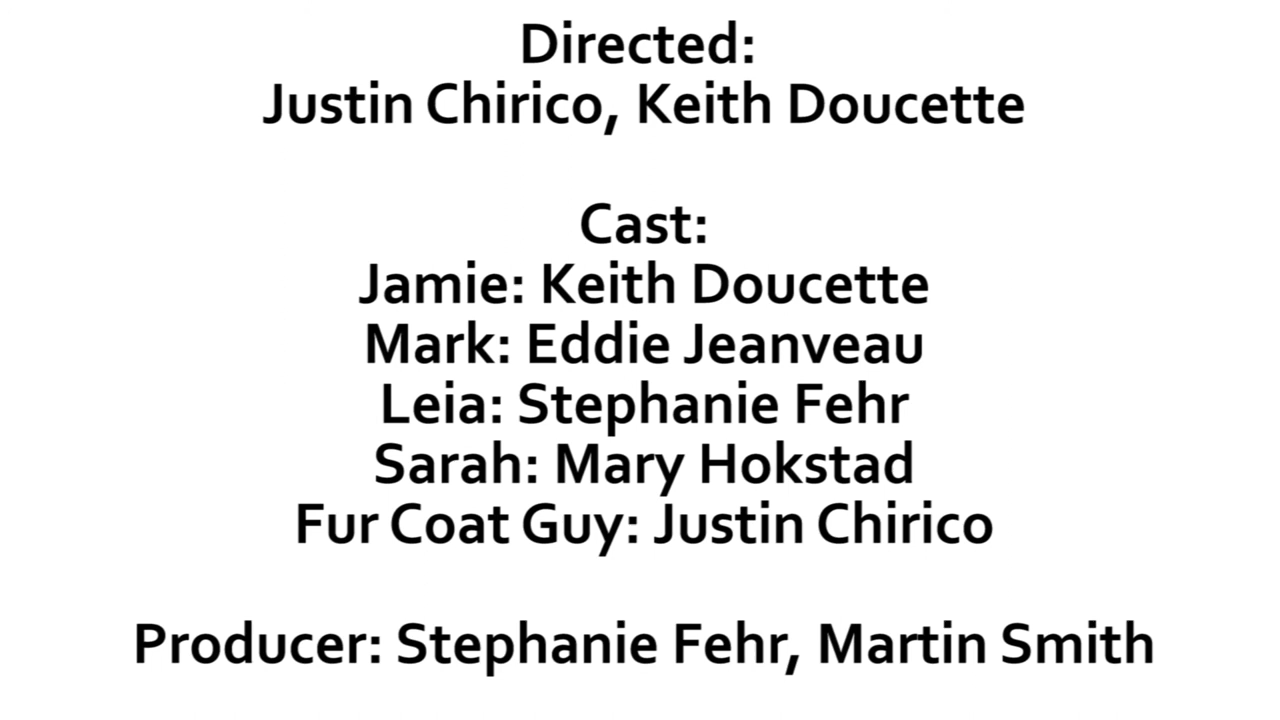 Directed:
Justin Chirico, Keith Doucette
Cast:
Jamie: Keith Doucette
Mark: Eddie Jeanveau
Leia: Stephanie Fehr
Sarah: Mary Hokstad
Fur Coat Guy: Justin Chirico
Producer: Stephanie Fehr, Martin Smith